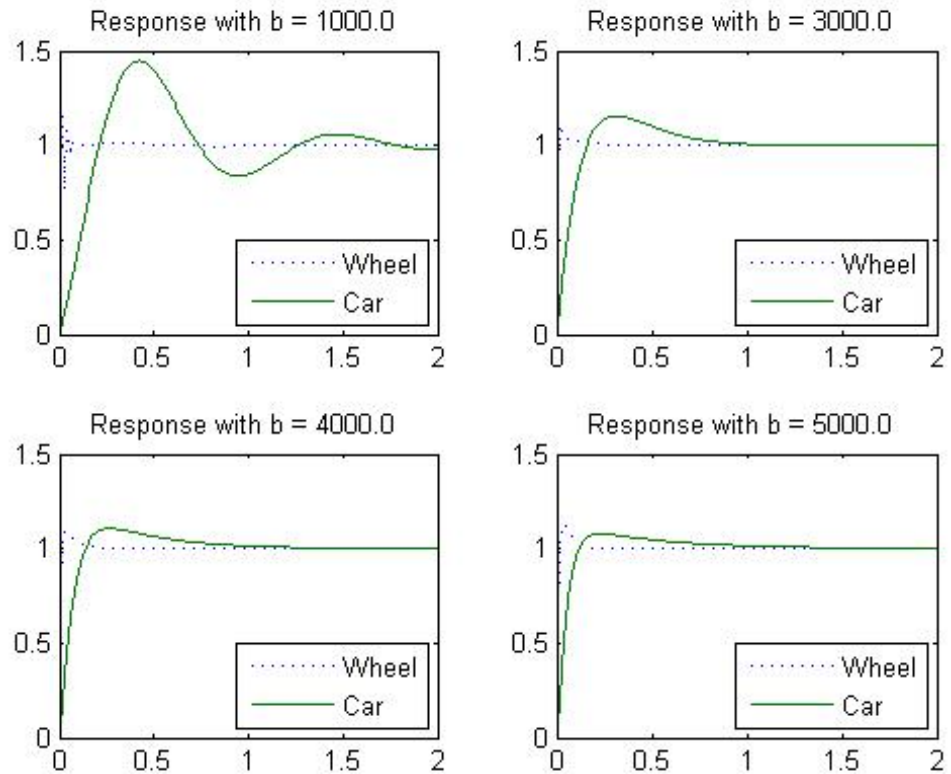 Response with b = 1000.0
1.5
1
0.5
0
0 0.5 1 1.5 2
Wheel
Car
Response with b = 3000.0
1.5
1
0.5
0
0 0.5 1 1.5 2
Wheel
Car
Response with b = 4000.0
1.5
1
0.5
0
0 0.5 1 1.5 2
Wheel
Car
Response with b = 5000.0
1.5
1
0.5
0
0 0.5 1 1.5 2
Wheel
Car